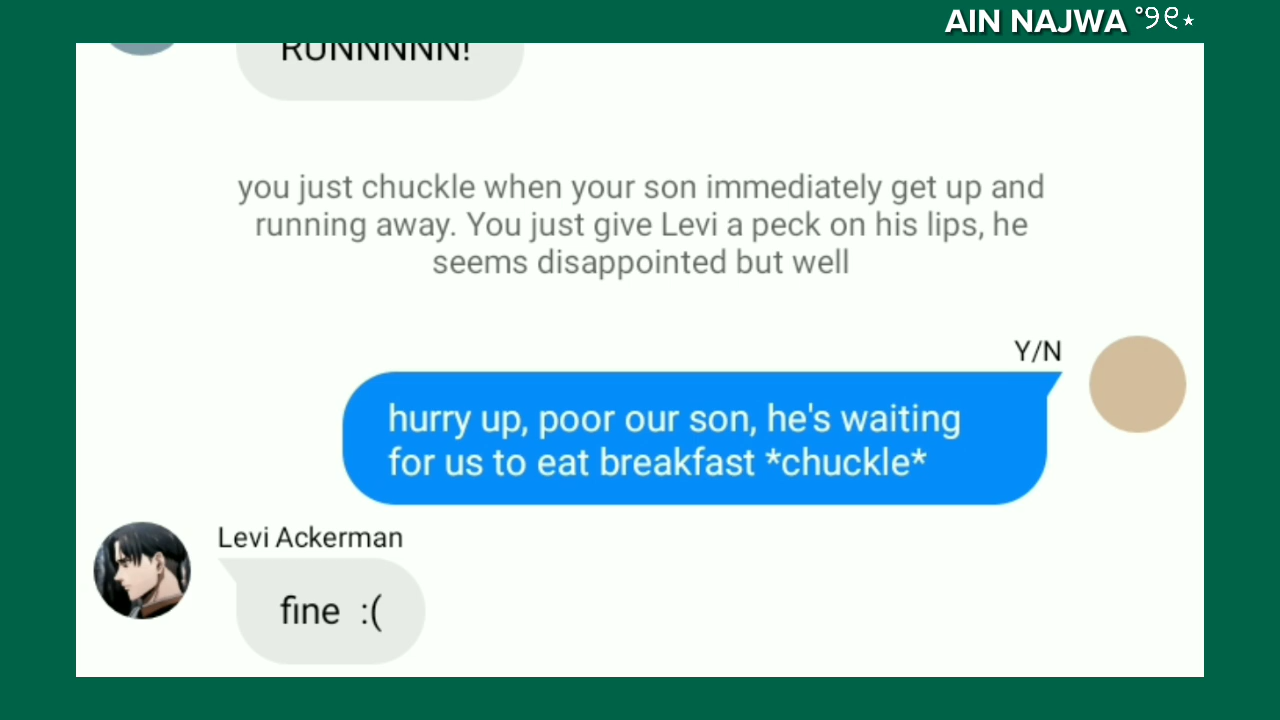 AIN NAJWA °୨୧⋆
RUNNNNN!
you just chuckle when your son immediately get up and
running away. You just give Levi a peck on his lips, he
seems disappointed but well
Y/N
hurry up, poor our son, he's waiting
for us to eat breakfast *chuckle*
Levi Ackerman
fine :(